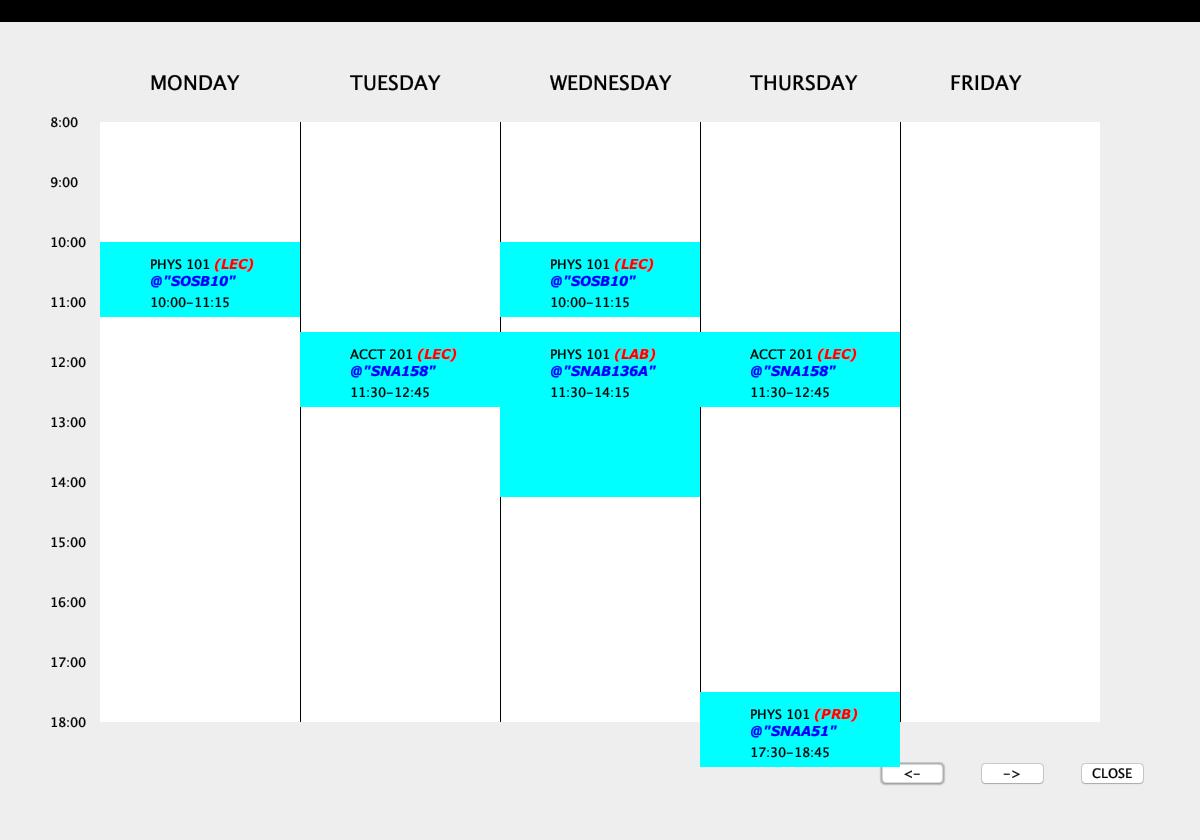 MONDAY TUESDAY WEDNESDAY THURSDAY FRIDAY
8:00
9:00
10:00
PHYS 101 (LEC) PHYS 101 (LEC)
@"SOSB10" @"SOSB10"
11:00 10:00-11:15 10:00-11:15
ACCT 201 (LEC) PHYS 101 (LAB) ACCT 201 (LEC)
12:00 @"SNA158" @"SNAB136A" @"SNA158"
11:30-12:45 11:30-14:15 11:30-12:45
13:00
14:00
15:00
16:00
17:00
PHYS 101 (PRB)
18:00 @"SNAA51"
17:30-18:45
<- -> CLOSE